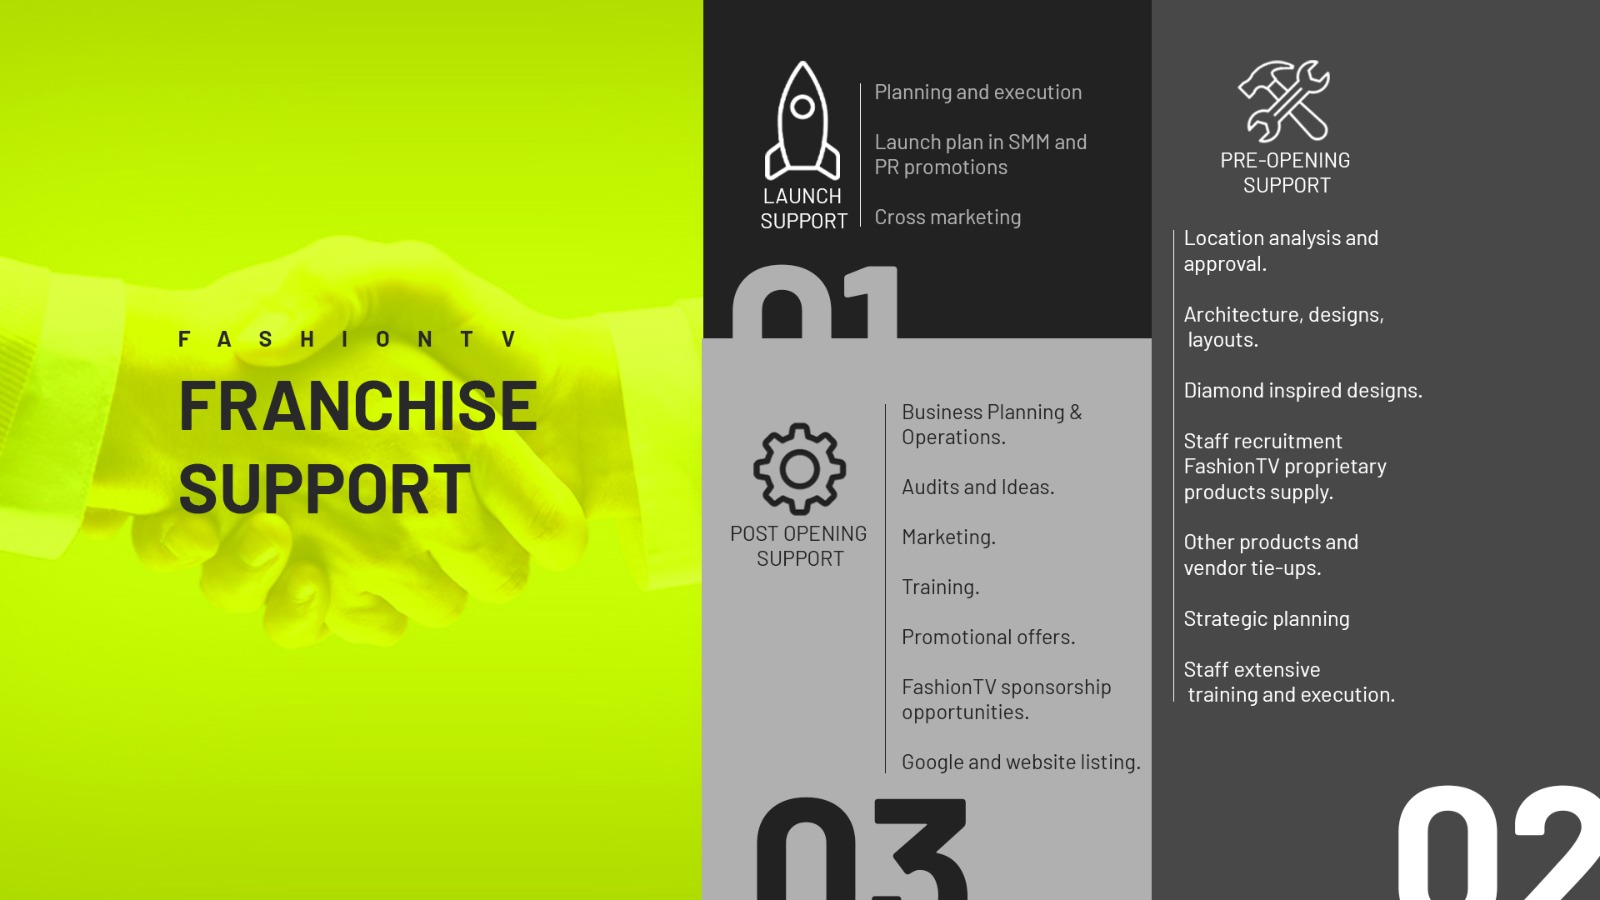 F A S H I O N T V
FRANCHISE
SUPPORT
LAUNCH
SUPPORT
Planning and execution
Launch plan in SMM and
PR promotions
Cross marketing
01
PRE-OPENING
SUPPORT
Location analysis and
approval.
Architecture, designs,
layouts.
Diamond inspired designs.
Staff recruitment
FashionTV proprietary
products supply.
Other products and
vendor tie-ups.
Strategic planning
Staff extensive
training and execution.
02
POST OPENING
SUPPORT
Business Planning &
Operations.
Audits and Ideas.
Marketing.
Training.
Promotional offers.
FashionTV sponsorship
opportunities.
Google and website listing.
03